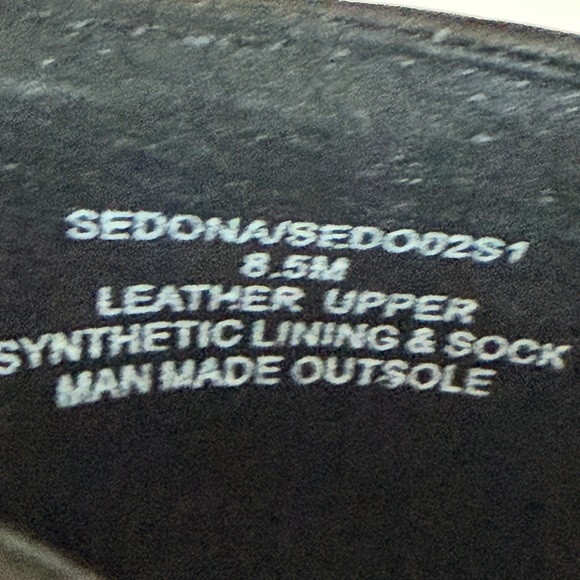 SEDONA/SEDO02S1
8.5M
LEATHER UPPER
SYNTHETIC LINING & SOCK
MAN MADE OUTSOLE